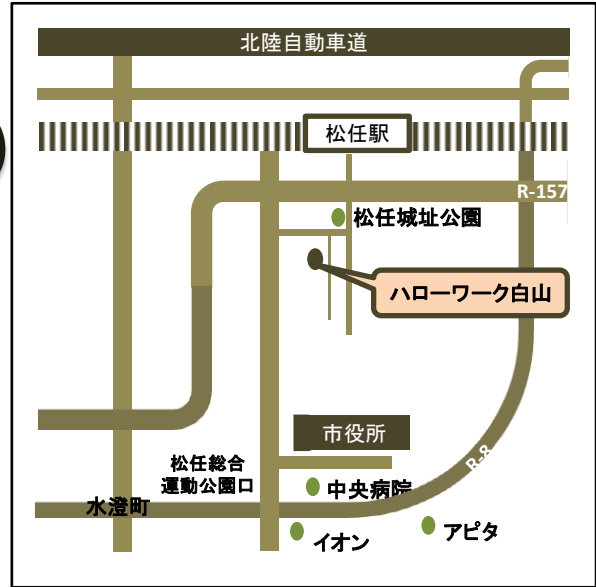 北陸自動車道
松任駅
R-157
松任城址公園
ハローワーク白山
市役所
松任総合
運動公園口
R-8
中央病院
水澄町
アピタ
イオン